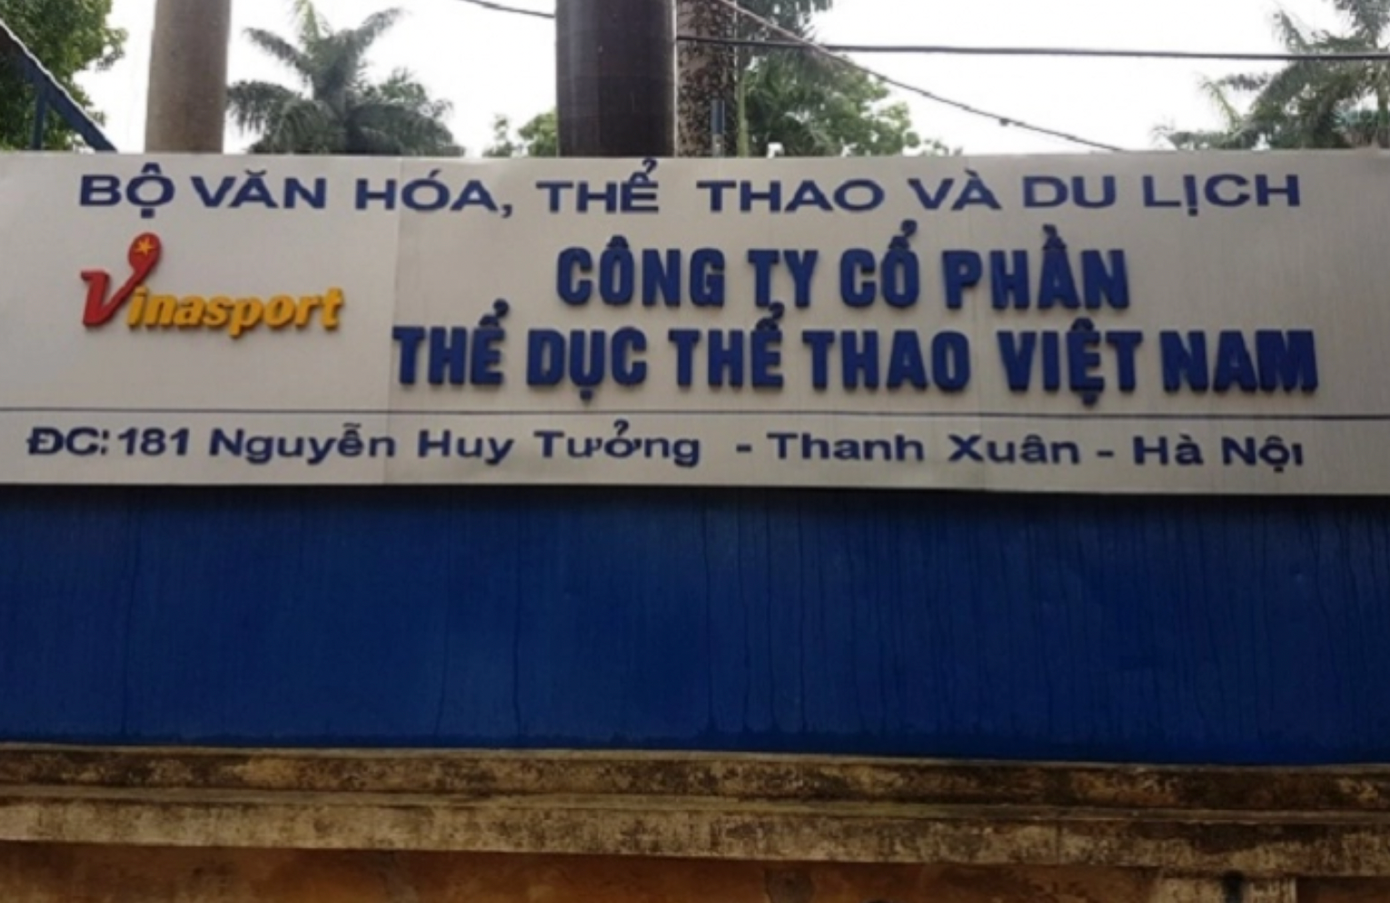 BỘ VĂN HÓA, THỂ THAO VÀ DU LỊCH
Vinasport
CÔNG TY CỔ PHẦN
THỂ DỤC THỂ THAO VIỆT NAM
ĐC: 181 Nguyễn Huy Tưởng - Thanh Xuân - Hà Nội